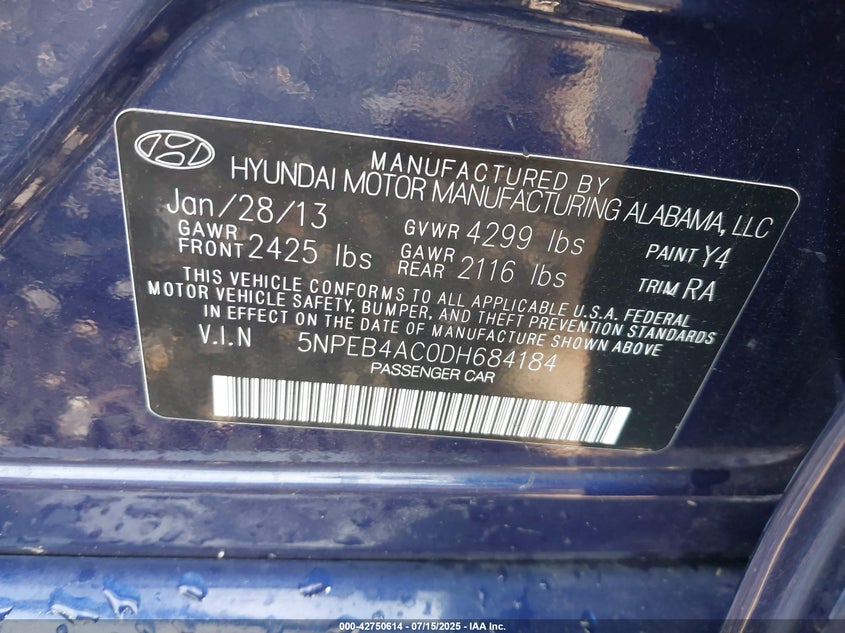 MANUFACTURED BY
HYUNDAI MOTOR MANUFACTURING ALABAMA, LLC
Jan/28/13 GVWR 4299 lbs PAINT Y4
GAWR FRONT 2425 lbs GAWR REAR 2116 lbs TRIM RA
THIS VEHICLE CONFORMS TO ALL APPLICABLE U.S.A. FEDERAL
MOTOR VEHICLE SAFETY, BUMPER, AND THEFT PREVENTION STANDARDS
IN EFFECT ON THE DATE OF MANUFACTURE SHOWN ABOVE
V.I.N 5NPEB4AC0DH684184
PASSENGER CAR
000-42750614 - 07/15/2025 - IAA Inc.